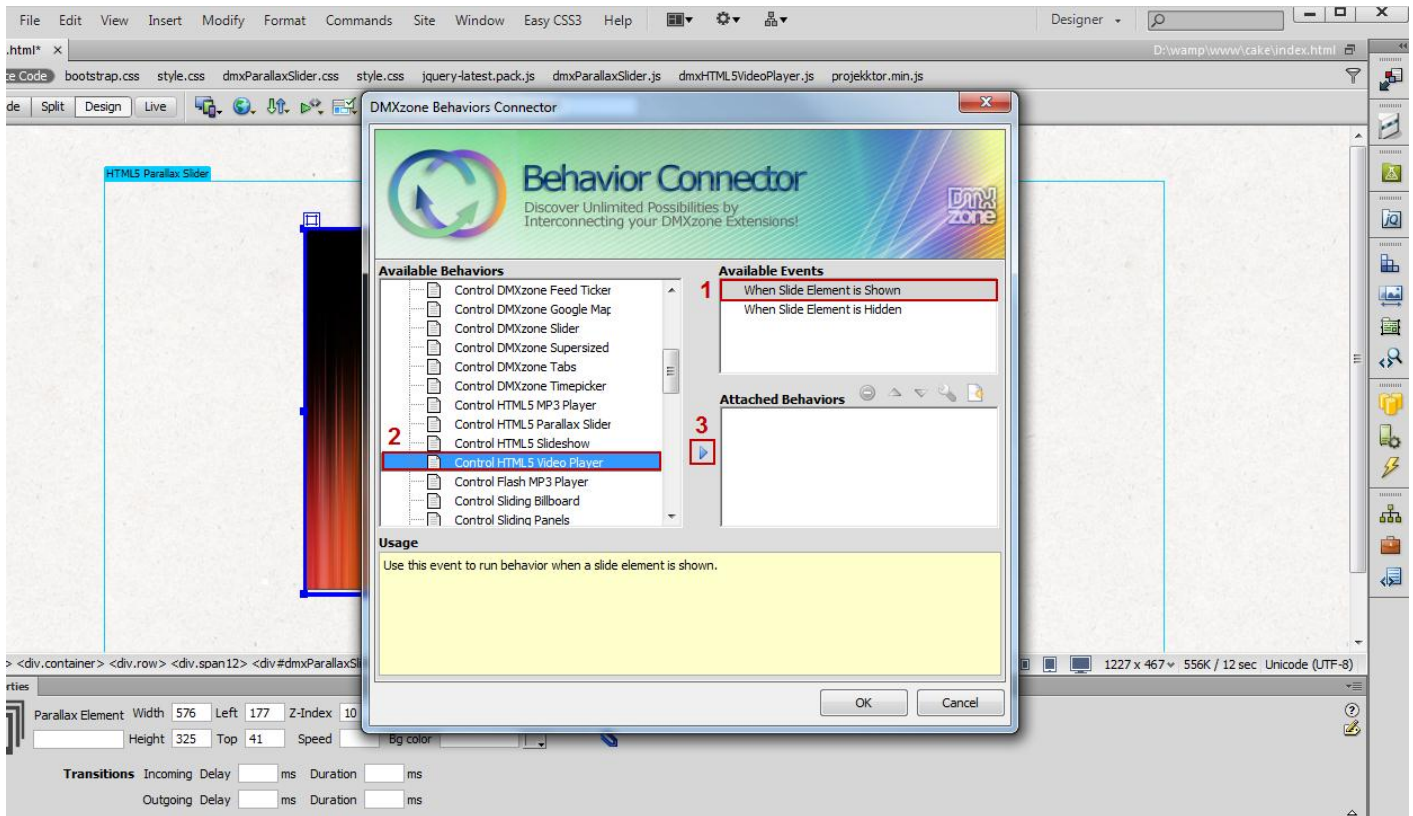 File Edit View Insert Modify Format Commands Site Window Easy CSS3 Help Designer
.html* D:\wamp\www\cake\index.html
ce Code bootstrap.css style.css dmxParallaxSlider.css style.css jquery-latest.pack.js dmxParallaxSlider.js dmxHTML5VideoPlayer.js projekktor.min.js
de Split Design Live
DMXzone Behaviors Connector
HTML5 Parallax Slider
Behavior Connector
Discover Unlimited Possibilities by
Interconnecting your DMXzone Extensions!
DMX
zone
Available Behaviors
Control DMXzone Feed Ticker
Control DMXzone Google Map
Control DMXzone Slider
Control DMXzone Supersized
Control DMXzone Tabs
Control DMXzone Timepicker
Control HTML5 MP3 Player
Control HTML5 Parallax Slider
Control HTML5 Slideshow
2 Control HTML5 Video Player
Control Flash MP3 Player
Control Sliding Billboard
Control Sliding Panels
Available Events
1 When Slide Element is Shown
When Slide Element is Hidden
Attached Behaviors
3
Usage
Use this event to run behavior when a slide element is shown.
OK Cancel
> <div.container> <div.row> <div.span12> <div#dmxParallaxSli 1227 x 467 556K / 12 sec Unicode (UTF-8)
rties
Parallax Element Width 576 Left 177 Z-Index 10
Height 325 Top 41 Speed Bg color
Transitions Incoming Delay ms Duration ms
Outgoing Delay ms Duration ms